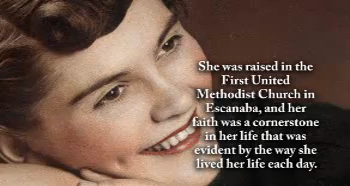 She was raised in the
First United
Methodist Church in
Escanaba, and her
faith was a cornerstone
in her life that was
evident by the way she
lived her life each day.